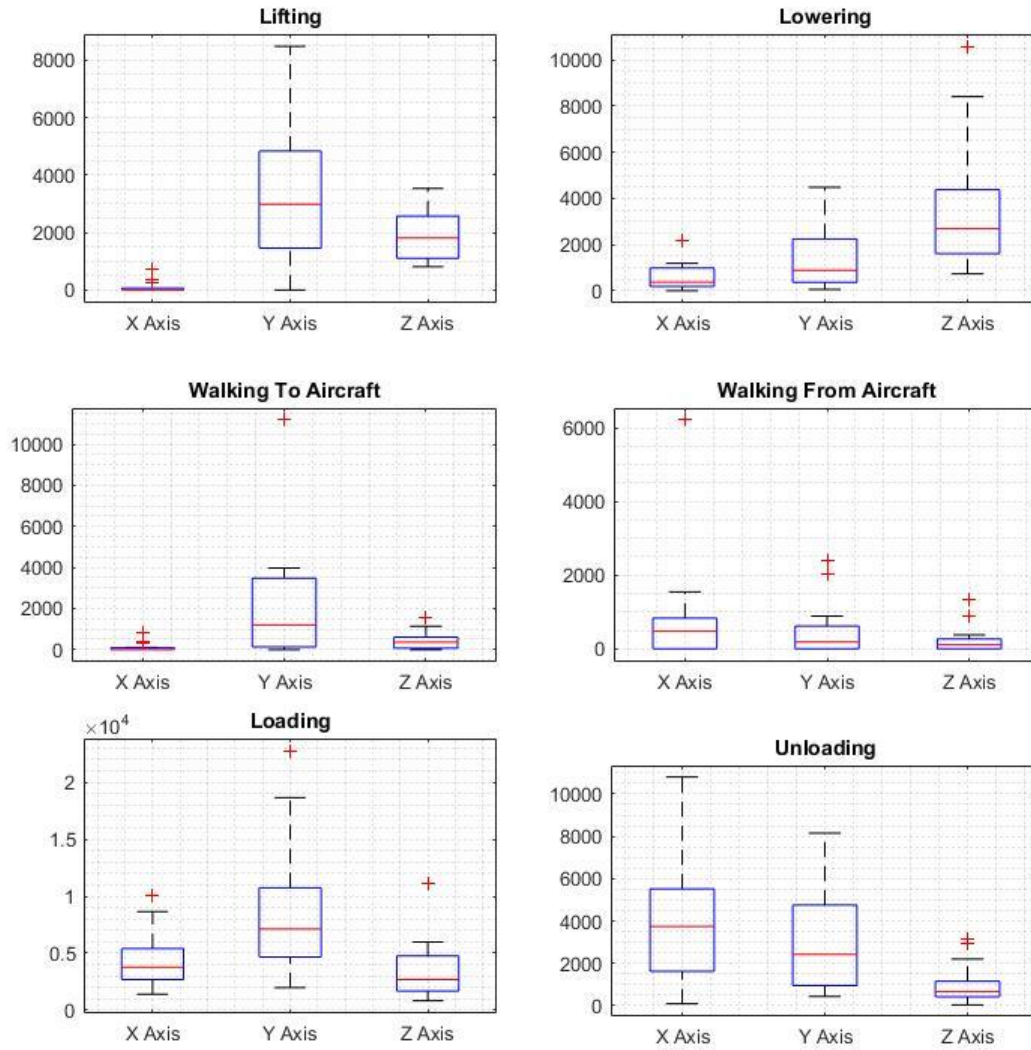 Lifting
8000
6000
4000
2000
0
X Axis Y Axis Z Axis
Lowering
10000
8000
6000
4000
2000
0
X Axis Y Axis Z Axis
Walking To Aircraft
10000
8000
6000
4000
2000
0
X Axis Y Axis Z Axis
Walking From Aircraft
6000
4000
2000
0
X Axis Y Axis Z Axis
Loading
×10⁴
2
1.5
1
0.5
0
X Axis Y Axis Z Axis
Unloading
10000
8000
6000
4000
2000
0
X Axis Y Axis Z Axis